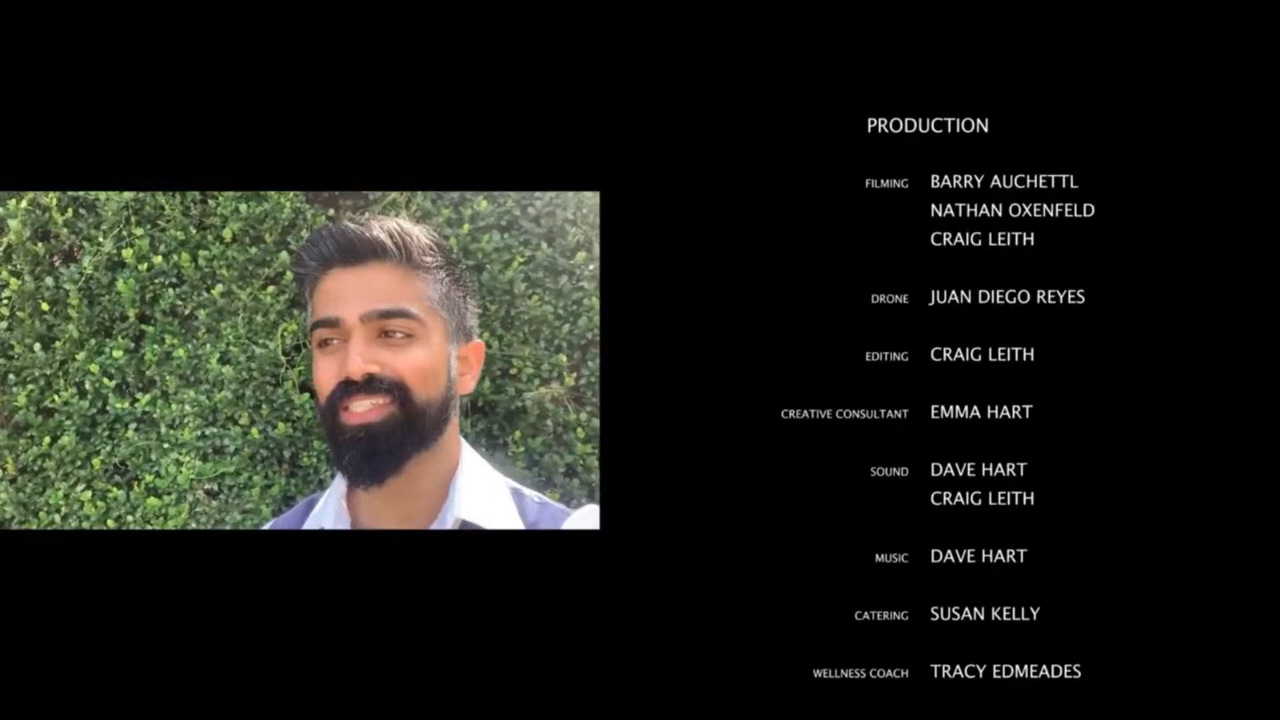 PRODUCTION
FILMING BARRY AUCHETTL
NATHAN OXENFELD
CRAIG LEITH
DRONE JUAN DIEGO REYES
EDITING CRAIG LEITH
CREATIVE CONSULTANT EMMA HART
SOUND DAVE HART
CRAIG LEITH
MUSIC DAVE HART
CATERING SUSAN KELLY
WELLNESS COACH TRACY EDMEADES